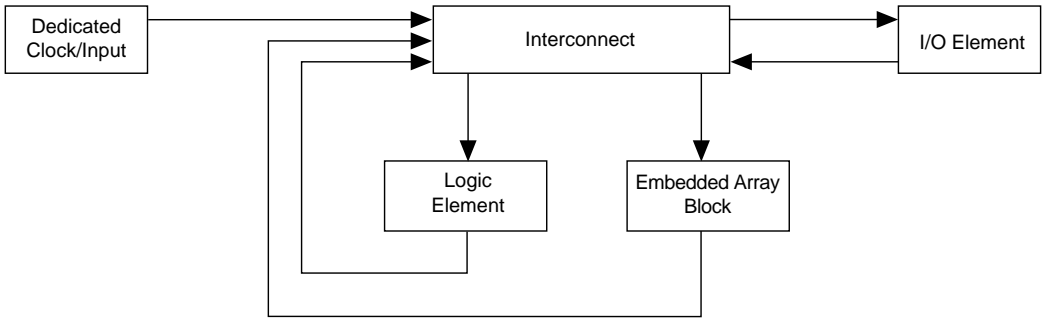 Dedicated
Clock/Input
Interconnect
I/O Element
Logic
Element
Embedded Array
Block